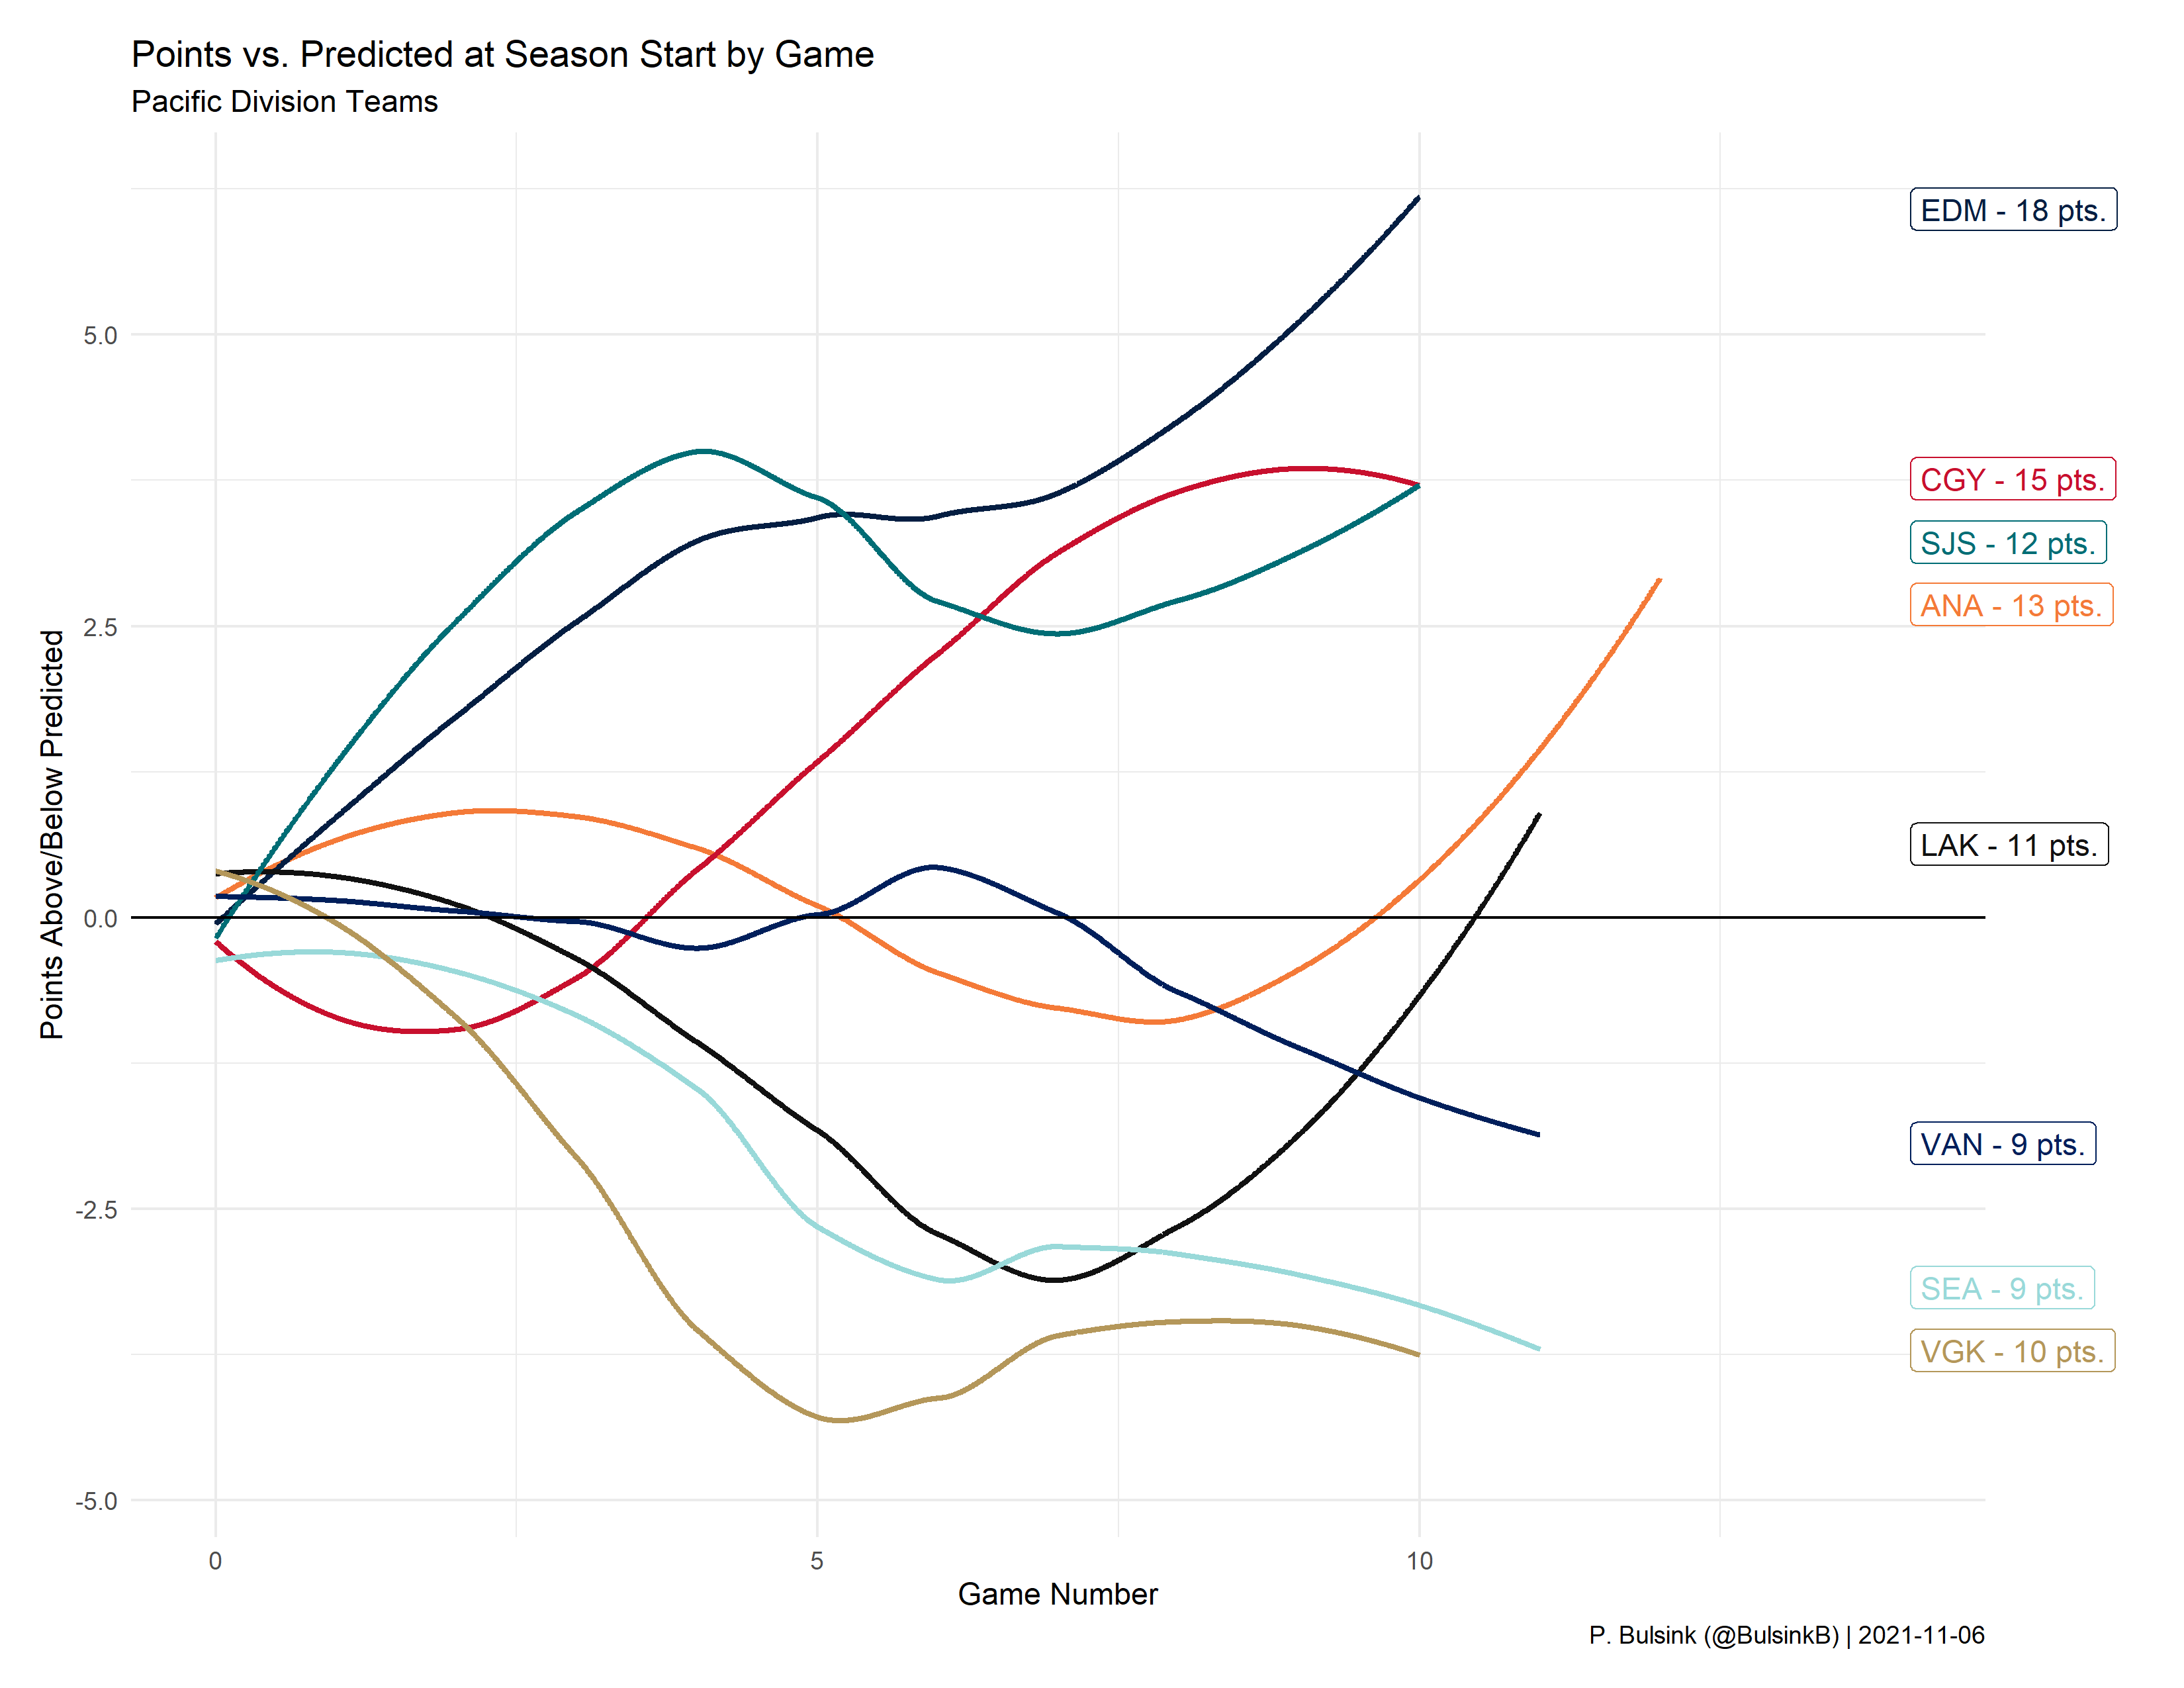 Points vs. Predicted at Season Start by Game
Pacific Division Teams
Points Above/Below Predicted
5.0
2.5
0.0
-2.5
-5.0
EDM - 18 pts.
CGY - 15 pts.
SJS - 12 pts.
ANA - 13 pts.
LAK - 11 pts.
VAN - 9 pts.
SEA - 9 pts.
VGK - 10 pts.
0 5 10
Game Number
P. Bulsink (@BulsinkB) | 2021-11-06